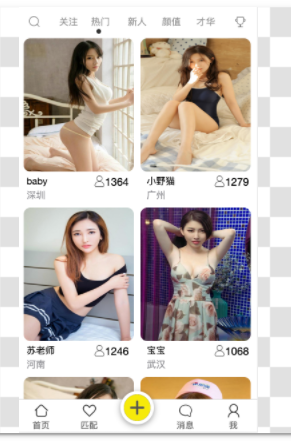 关注 热门 新人 颜值 才华
baby 1364
深圳
小野猫 1279
广州
苏老师 1246
河南
宝宝 1068
武汉
首页 匹配 消息 我